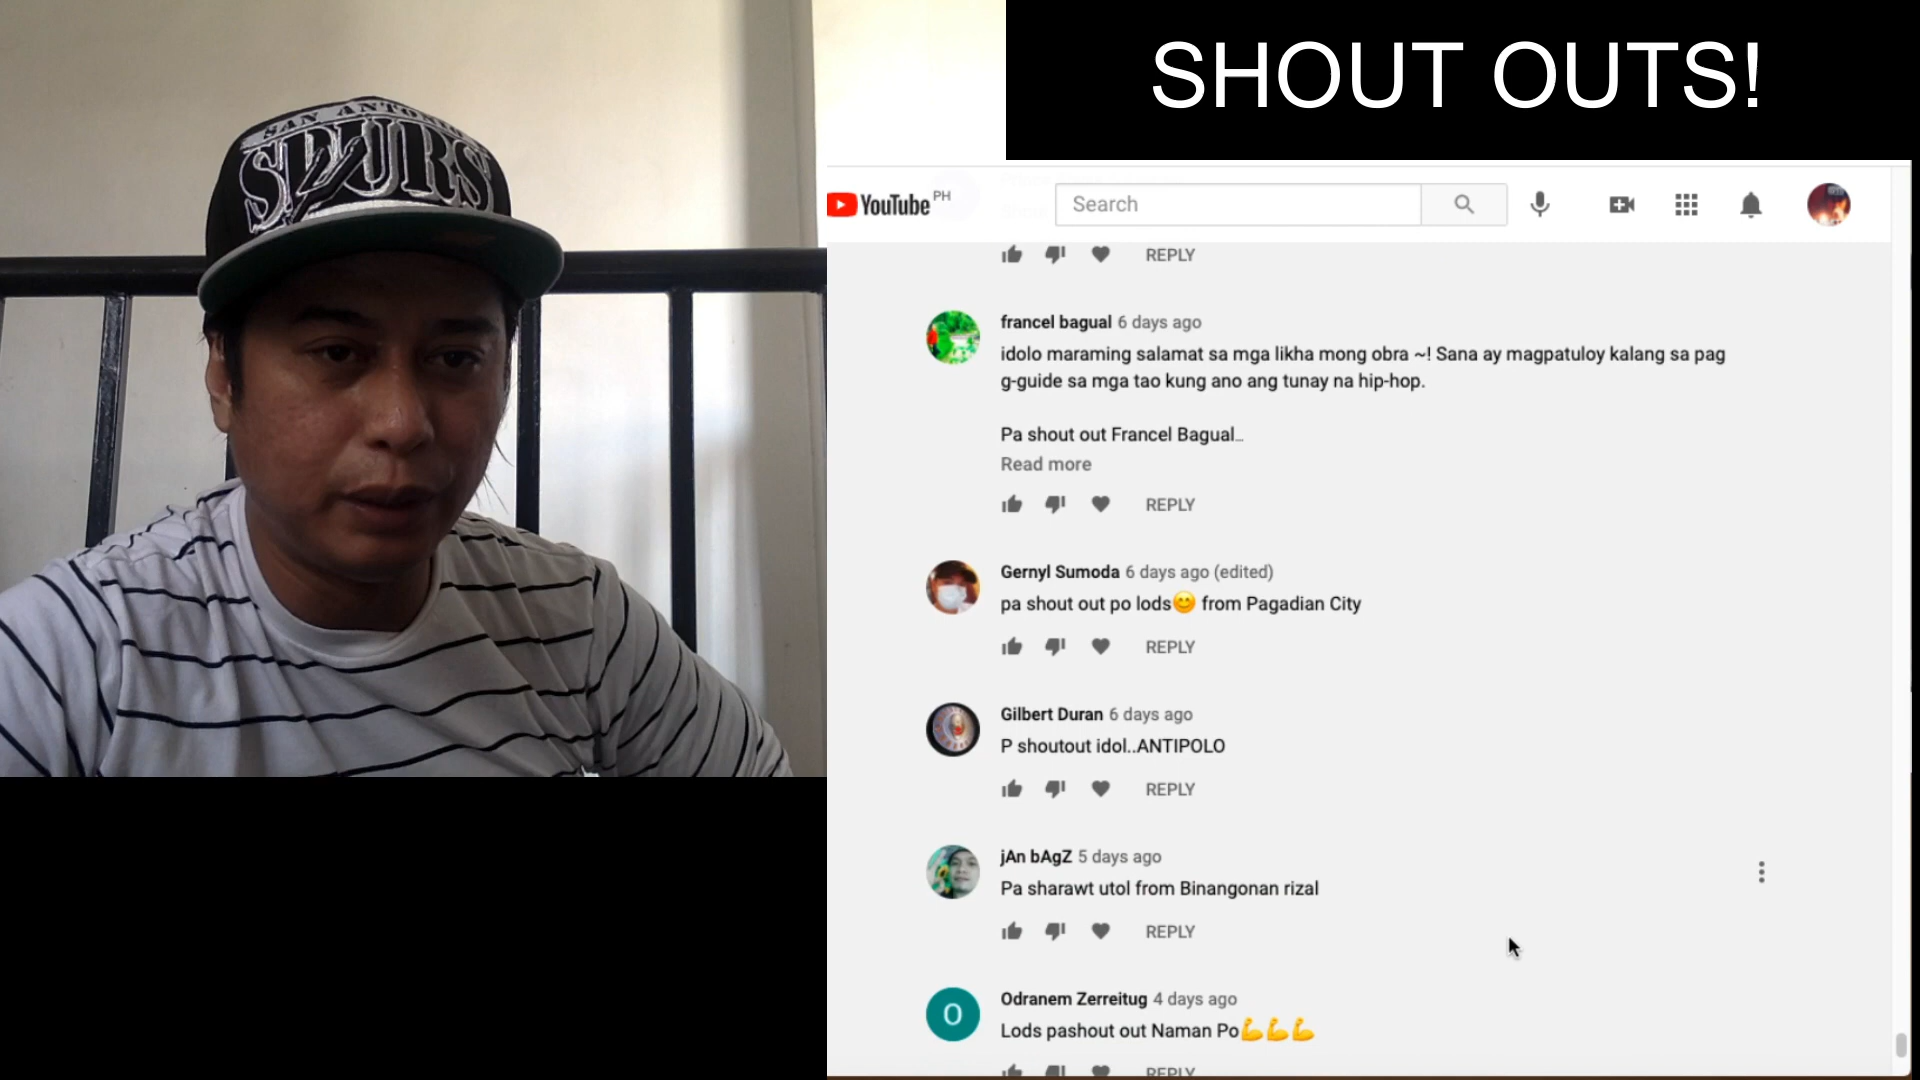 SHOUT OUTS!
SAN ANTONIO
SPURS
YouTube PH
Search
REPLY
francel bagual 6 days ago
idolo maraming salamat sa mga likha mong obra ~! Sana ay magpatuloy kalang sa pag
g-guide sa mga tao kung ano ang tunay na hip-hop.
Pa shout out Francel Bagual...
Read more
REPLY
Gernyl Sumoda 6 days ago (edited)
pa shout out po lods😊 from Pagadian City
REPLY
Gilbert Duran 6 days ago
P shoutout idol..ANTIPOLO
REPLY
jAn bAgZ 5 days ago
Pa sharawt utol from Binangonan rizal
REPLY
O
Odranem Zerreitug 4 days ago
Lods pashout out Naman Po💪💪💪
REPLY